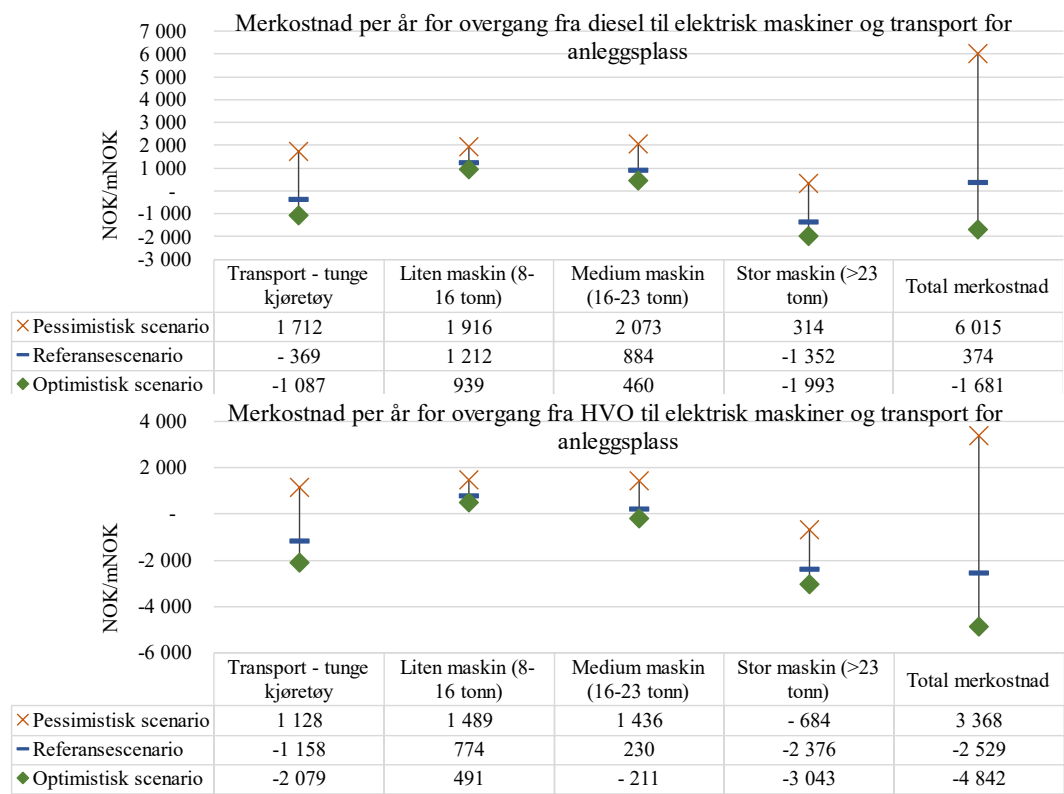 Merkostnad per år for overgang fra diesel til elektrisk maskiner og transport for
anleggsplass
7 000
6 000
5 000
4 000
3 000
2 000
1 000
-
-1 000
-2 000
-3 000
NOK/mNOK
Transport - tunge kjøretøy
Liten maskin (8-
16 tonn)
Medium maskin
(16-23 tonn)
Stor maskin (>23
tonn)
Total merkostnad
Pessimistisk scenario 1 712 1 916 2 073 314 6 015
Referansescenario - 369 1 212 884 -1 352 374
Optimistisk scenario -1 087 939 460 -1 993 -1 681
Merkostnad per år for overgang fra HVO til elektrisk maskiner og transport for
anleggsplass
4 000
2 000
-
-2 000
-4 000
-6 000
NOK/mNOK
Transport - tunge
kjøretøy
Liten maskin (8-
16 tonn)
Medium maskin
(16-23 tonn)
Stor maskin (>23
tonn)
Total merkostnad
Pessimistisk scenario 1 128 1 489 1 436 - 684 3 368
Referansescenario -1 158 774 230 -2 376 -2 529
Optimistisk scenario -2 079 491 - 211 -3 043 -4 842